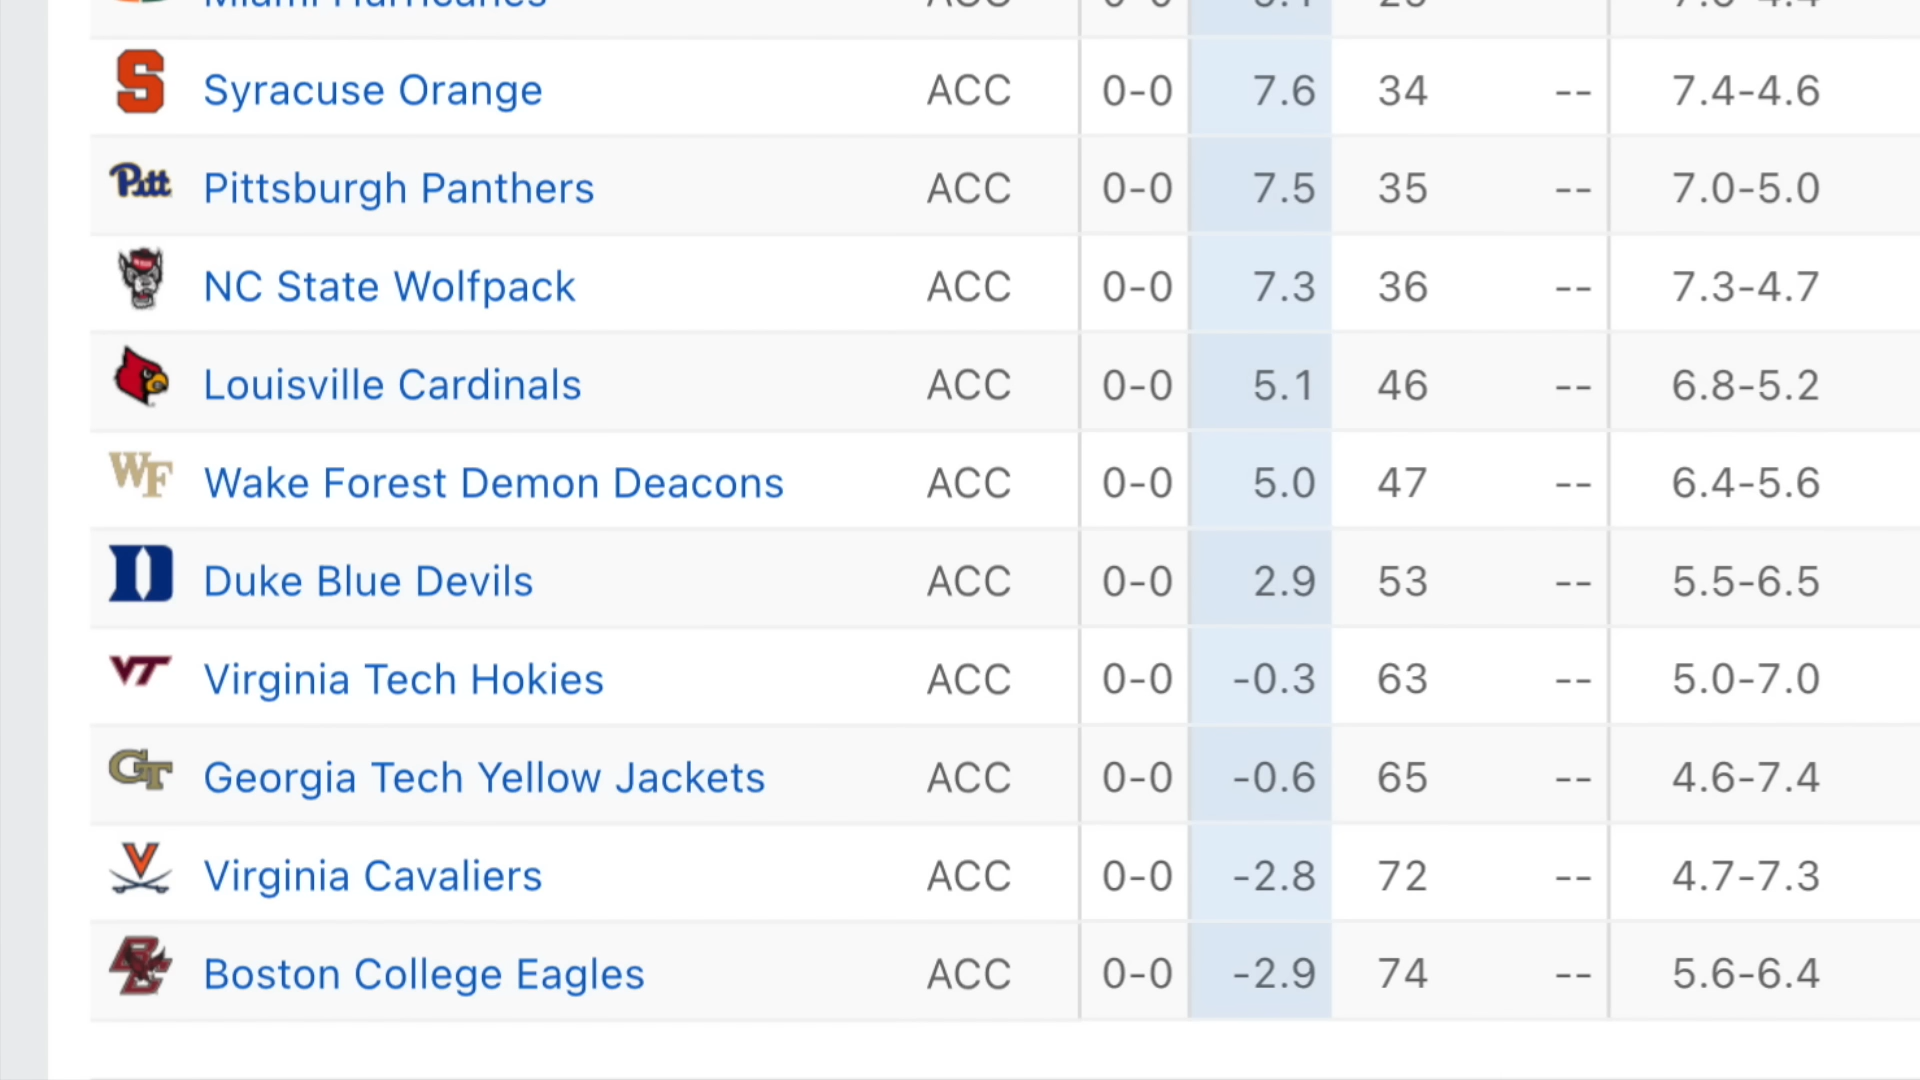 Miami Hurricanes ACC 0-0
Syracuse Orange ACC 0-0 7.6 34 -- 7.4-4.6
Pitt Pittsburgh Panthers ACC 0-0 7.5 35 -- 7.0-5.0
NC State Wolfpack ACC 0-0 7.3 36 -- 7.3-4.7
Louisville Cardinals ACC 0-0 5.1 46 -- 6.8-5.2
WF Wake Forest Demon Deacons ACC 0-0 5.0 47 -- 6.4-5.6
D Duke Blue Devils ACC 0-0 2.9 53 -- 5.5-6.5
VT Virginia Tech Hokies ACC 0-0 -0.3 63 -- 5.0-7.0
GT Georgia Tech Yellow Jackets ACC 0-0 -0.6 65 -- 4.6-7.4
V Virginia Cavaliers ACC 0-0 -2.8 72 -- 4.7-7.3
BC Boston College Eagles ACC 0-0 -2.9 74 -- 5.6-6.4